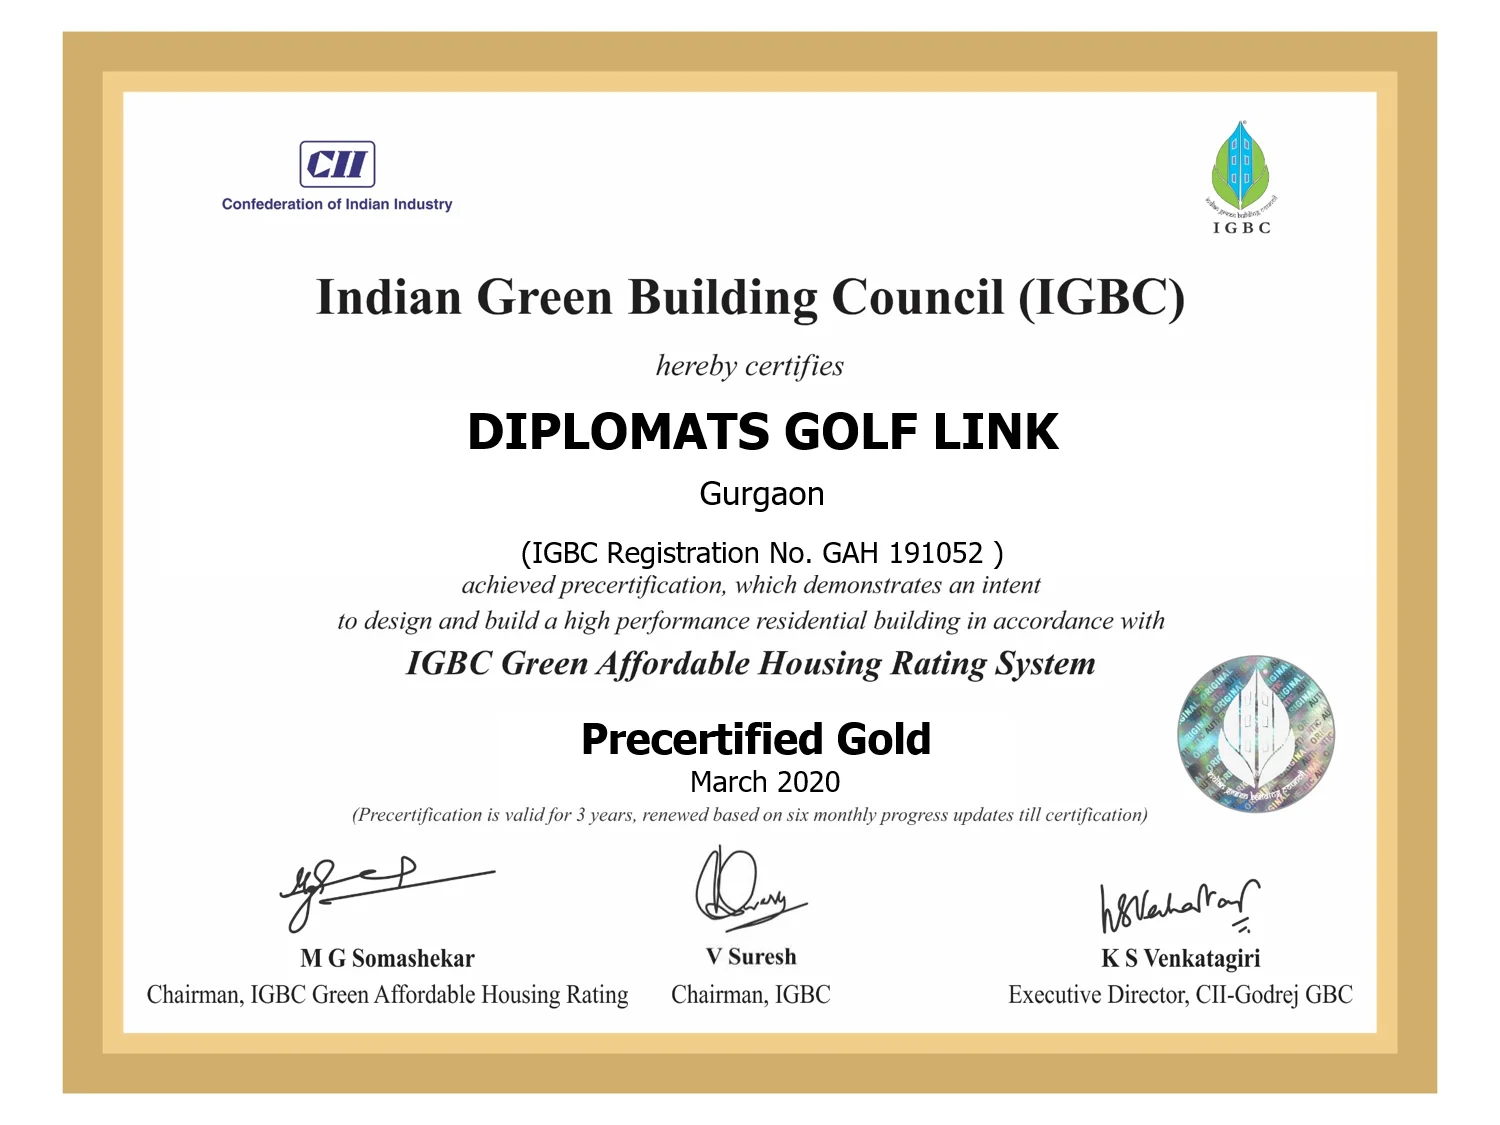 CII
Confederation of Indian Industry
indian green building council
IGBC
Indian Green Building Council (IGBC)
hereby certifies
DIPLOMATS GOLF LINK
Gurgaon
(IGBC Registration No. GAH 191052 )
achieved precertification, which demonstrates an intent
to design and build a high performance residential building in accordance with
IGBC Green Affordable Housing Rating System
Precertified Gold
March 2020
(Precertification is valid for 3 years, renewed based on six monthly progress updates till certification)
indian green building council
M G Somashekar
Chairman, IGBC Green Affordable Housing Rating
V Suresh
Chairman, IGBC
K S Venkatagiri
Executive Director, CII-Godrej GBC